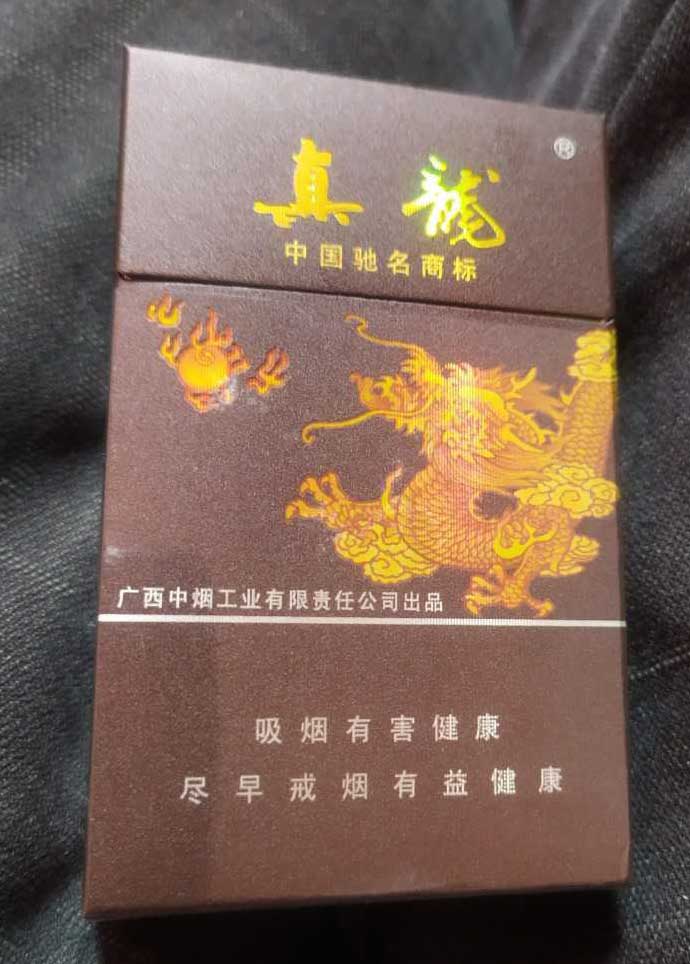 真龍
®
中国驰名商标
广西中烟工业有限责任公司出品
吸烟有害健康
尽早戒烟有益健康